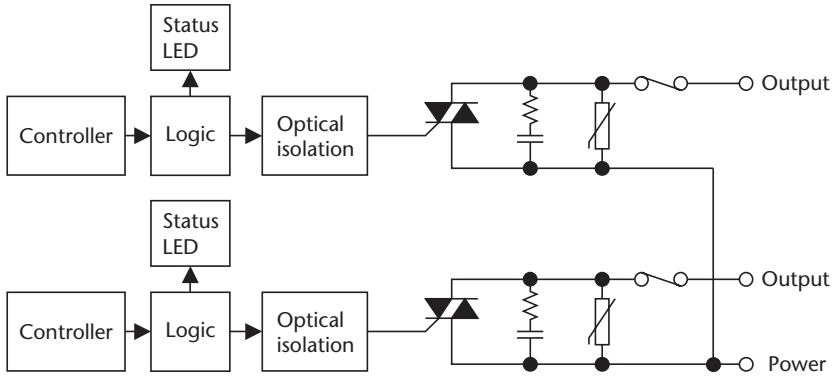 Status
LED
Controller
Logic
Optical
isolation
Output
Status
LED
Controller
Logic
Optical
isolation
Output
Power